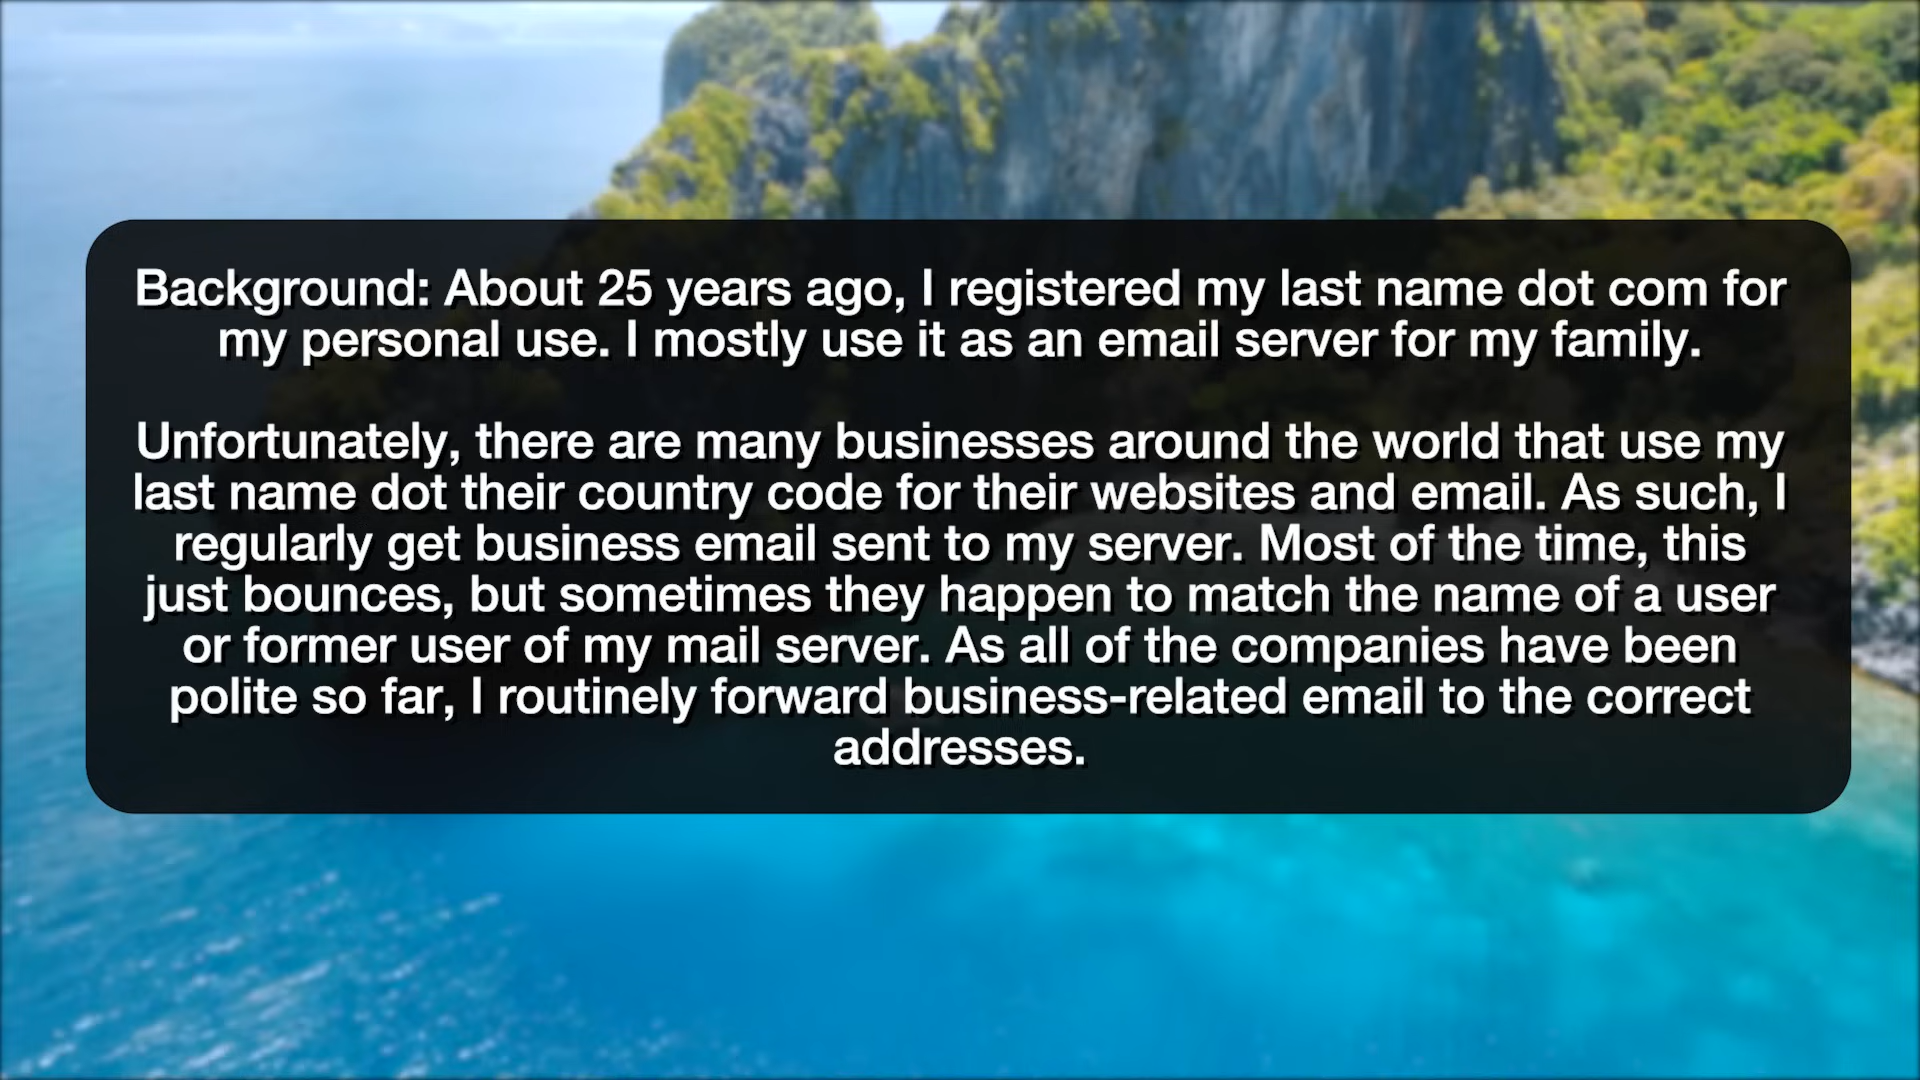 Background: About 25 years ago, I registered my last name dot com for
my personal use. I mostly use it as an email server for my family.
Unfortunately, there are many businesses around the world that use my
last name dot their country code for their websites and email. As such, I
regularly get business email sent to my server. Most of the time, this
just bounces, but sometimes they happen to match the name of a user
or former user of my mail server. As all of the companies have been
polite so far, I routinely forward business-related email to the correct
addresses.